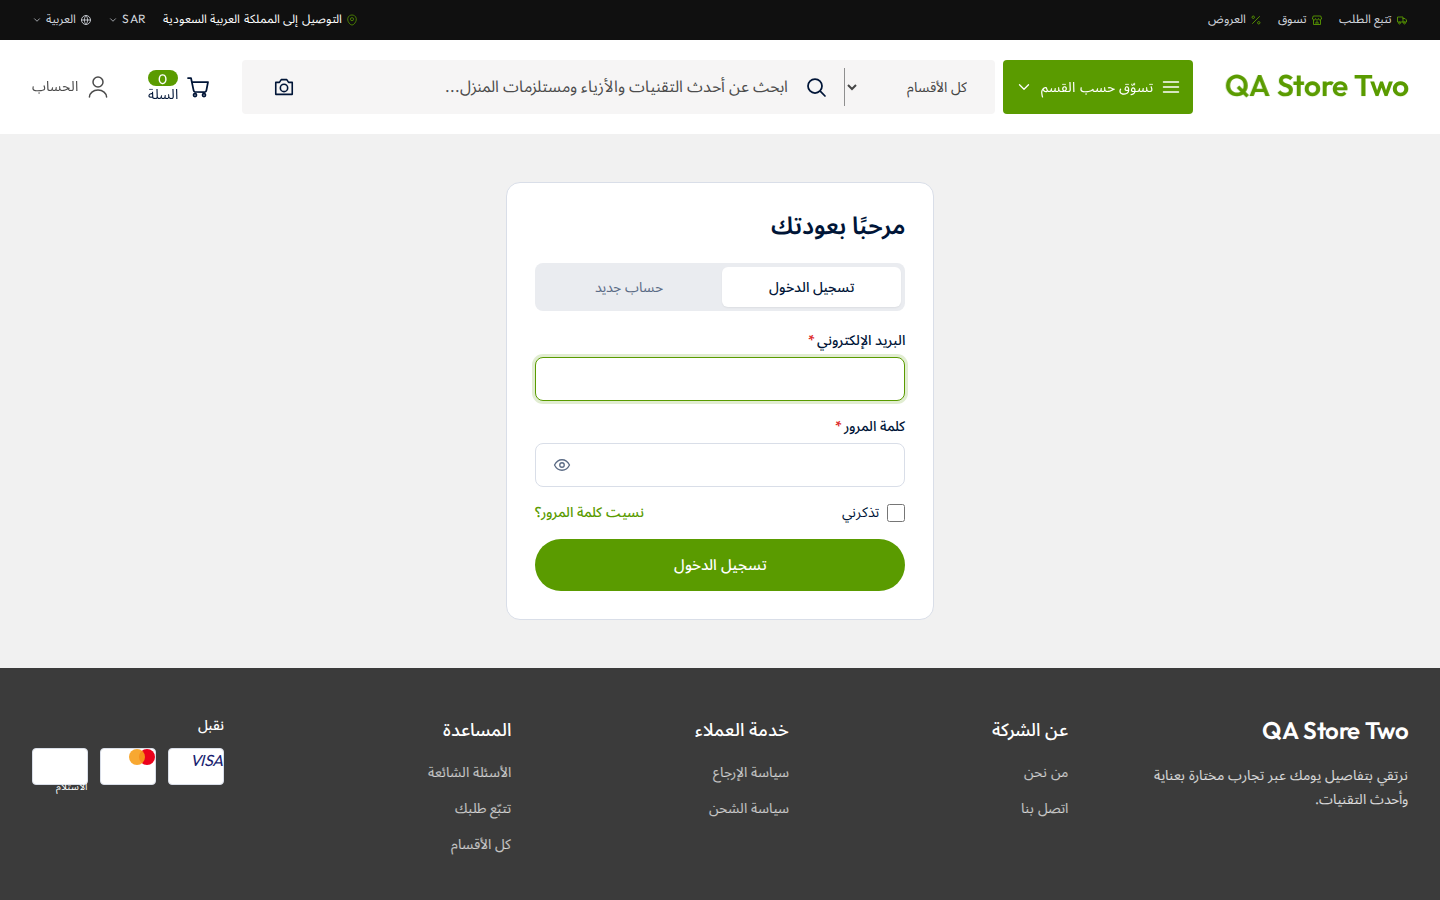 تتبع الطلب
تسوق
العروض
التوصيل إلى المملكة العربية السعودية
SAR
العربية
QA Store Two
تسوّق حسب القسم
كل الأقسام
ابحث عن أحدث التقنيات والأزياء ومستلزمات المنزل...
0
السلة
الحساب
مرحبًا بعودتك
تسجيل الدخول
حساب جديد
البريد الإلكتروني *
كلمة المرور *
تذكرني
نسيت كلمة المرور؟
تسجيل الدخول
QA Store Two
نرتقي بتفاصيل يومك عبر تجارب مختارة بعناية
وأحدث التقنيات.
عن الشركة
من نحن
اتصل بنا
خدمة العملاء
سياسة الإرجاع
سياسة الشحن
المساعدة
الأسئلة الشائعة
تتبّع طلبك
كل الأقسام
نقبل
VISA
الاستلام